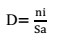 D= ni
Sa